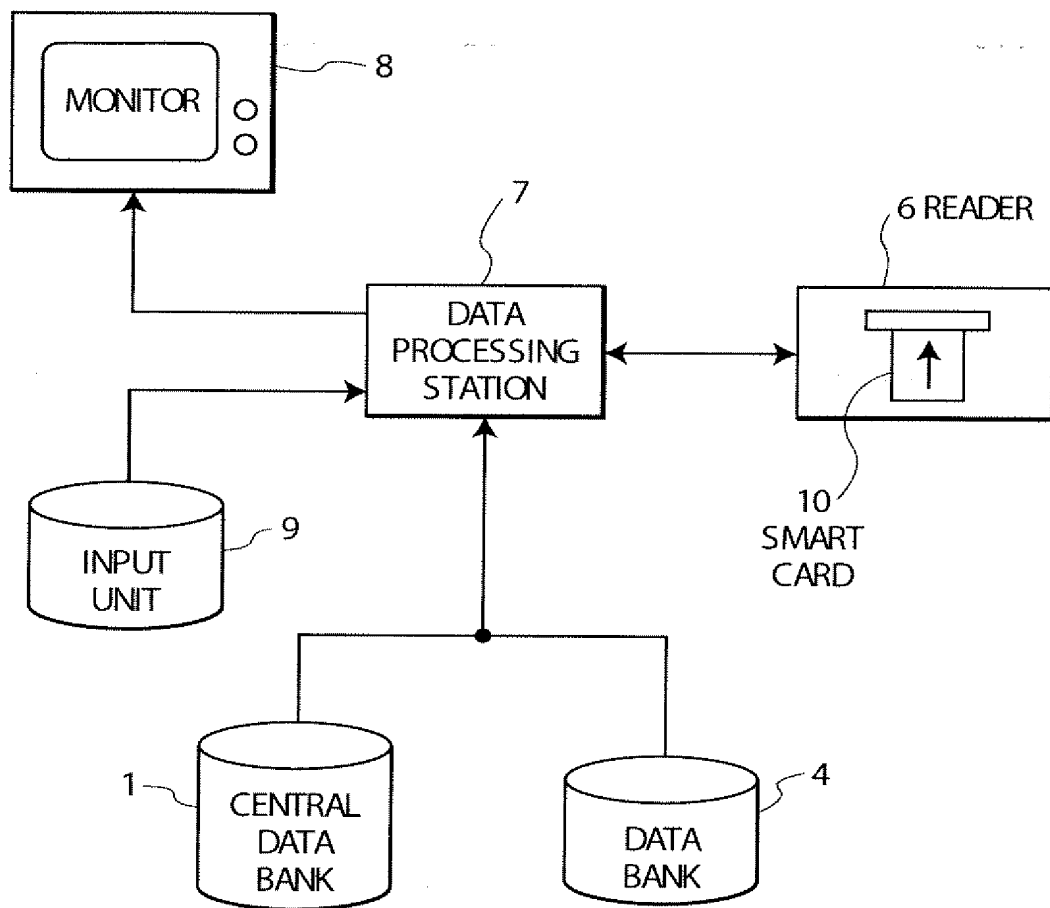 8
MONITOR
7
6 READER
DATA
PROCESSING
STATION
9
INPUT
UNIT
10
SMART
CARD
1
CENTRAL
DATA
BANK
4
DATA
BANK